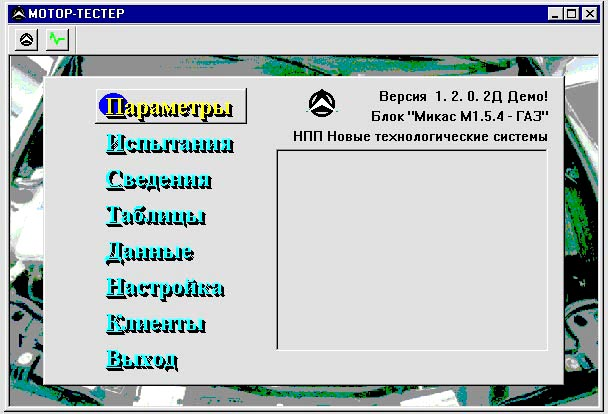 МОТОР-ТЕСТЕР
Параметры
Испытания
Сведения
Таблицы
Данные
Настройка
Клиенты
Выход
Версия 1. 2. 0. 2Д Демо!
Блок "Микас М1.5.4 - ГАЗ"
НПП Новые технологические системы